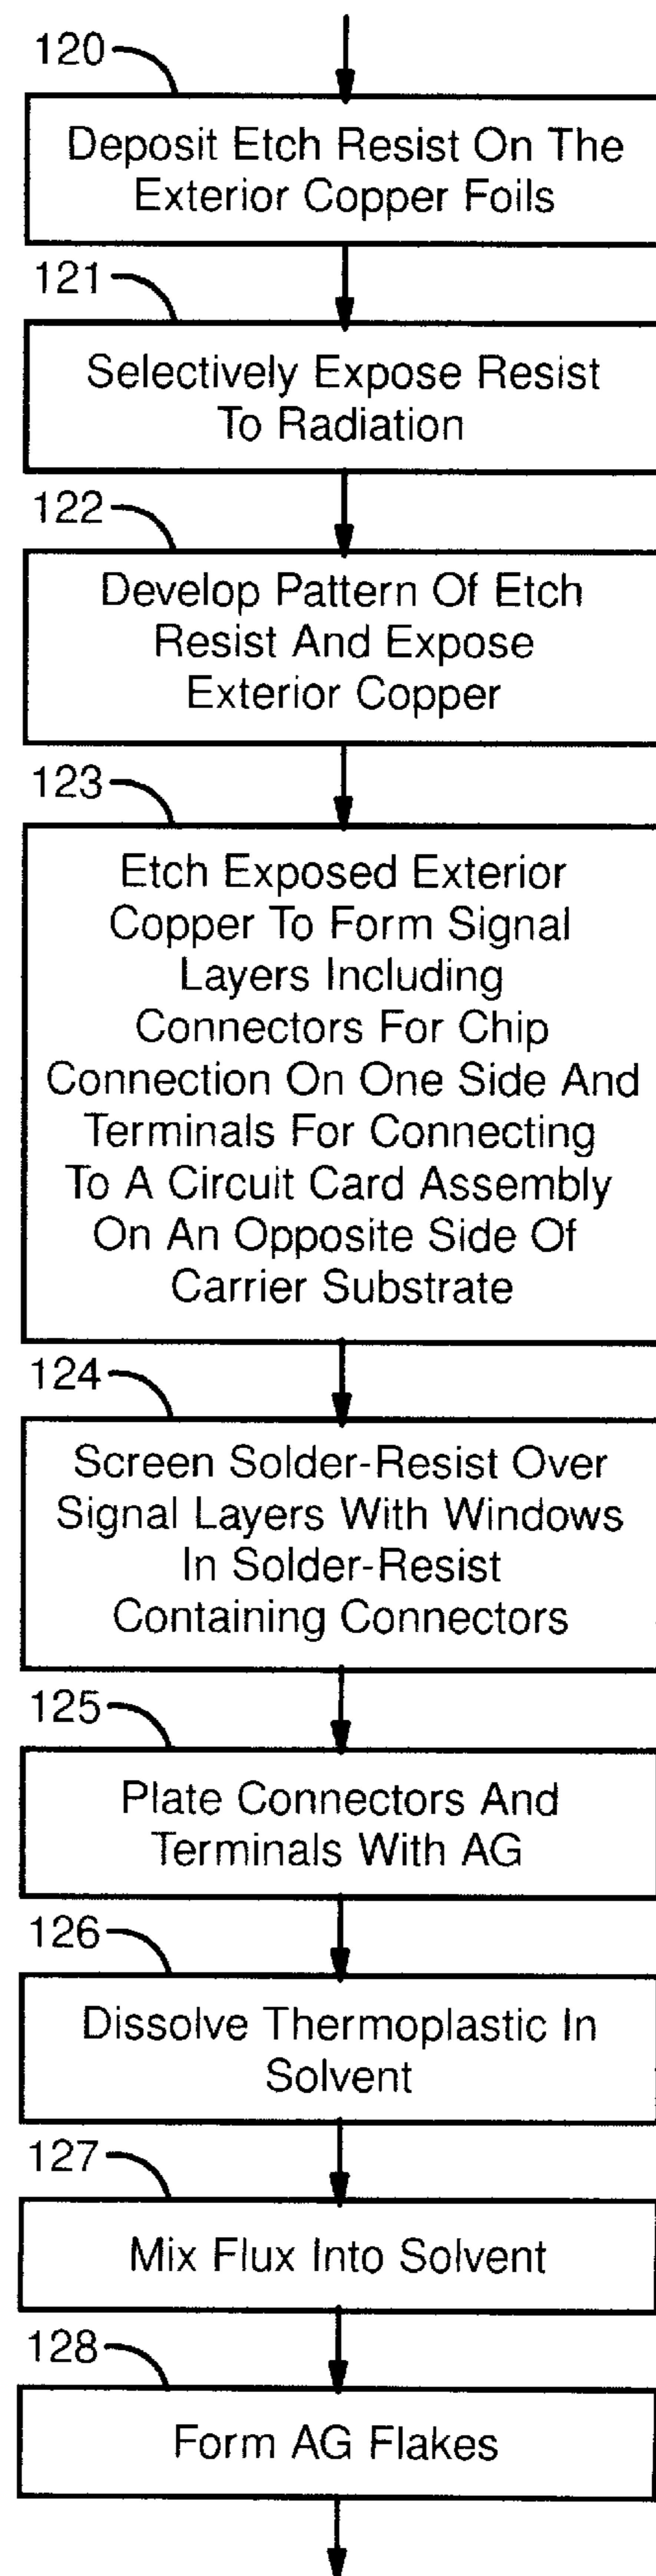 120
Deposit Etch Resist On The
Exterior Copper Foils
121
Selectively Expose Resist
To Radiation
122
Develop Pattern Of Etch
Resist And Expose
Exterior Copper
123
Etch Exposed Exterior
Copper To Form Signal
Layers Including
Connectors For Chip
Connection On One Side And
Terminals For Connecting
To A Circuit Card Assembly
On An Opposite Side Of
Carrier Substrate
124
Screen Solder-Resist Over
Signal Layers With Windows
In Solder-Resist
Containing Connectors
125
Plate Connectors And
Terminals With AG
126
Dissolve Thermoplastic In
Solvent
127
Mix Flux Into Solvent
128
Form AG Flakes